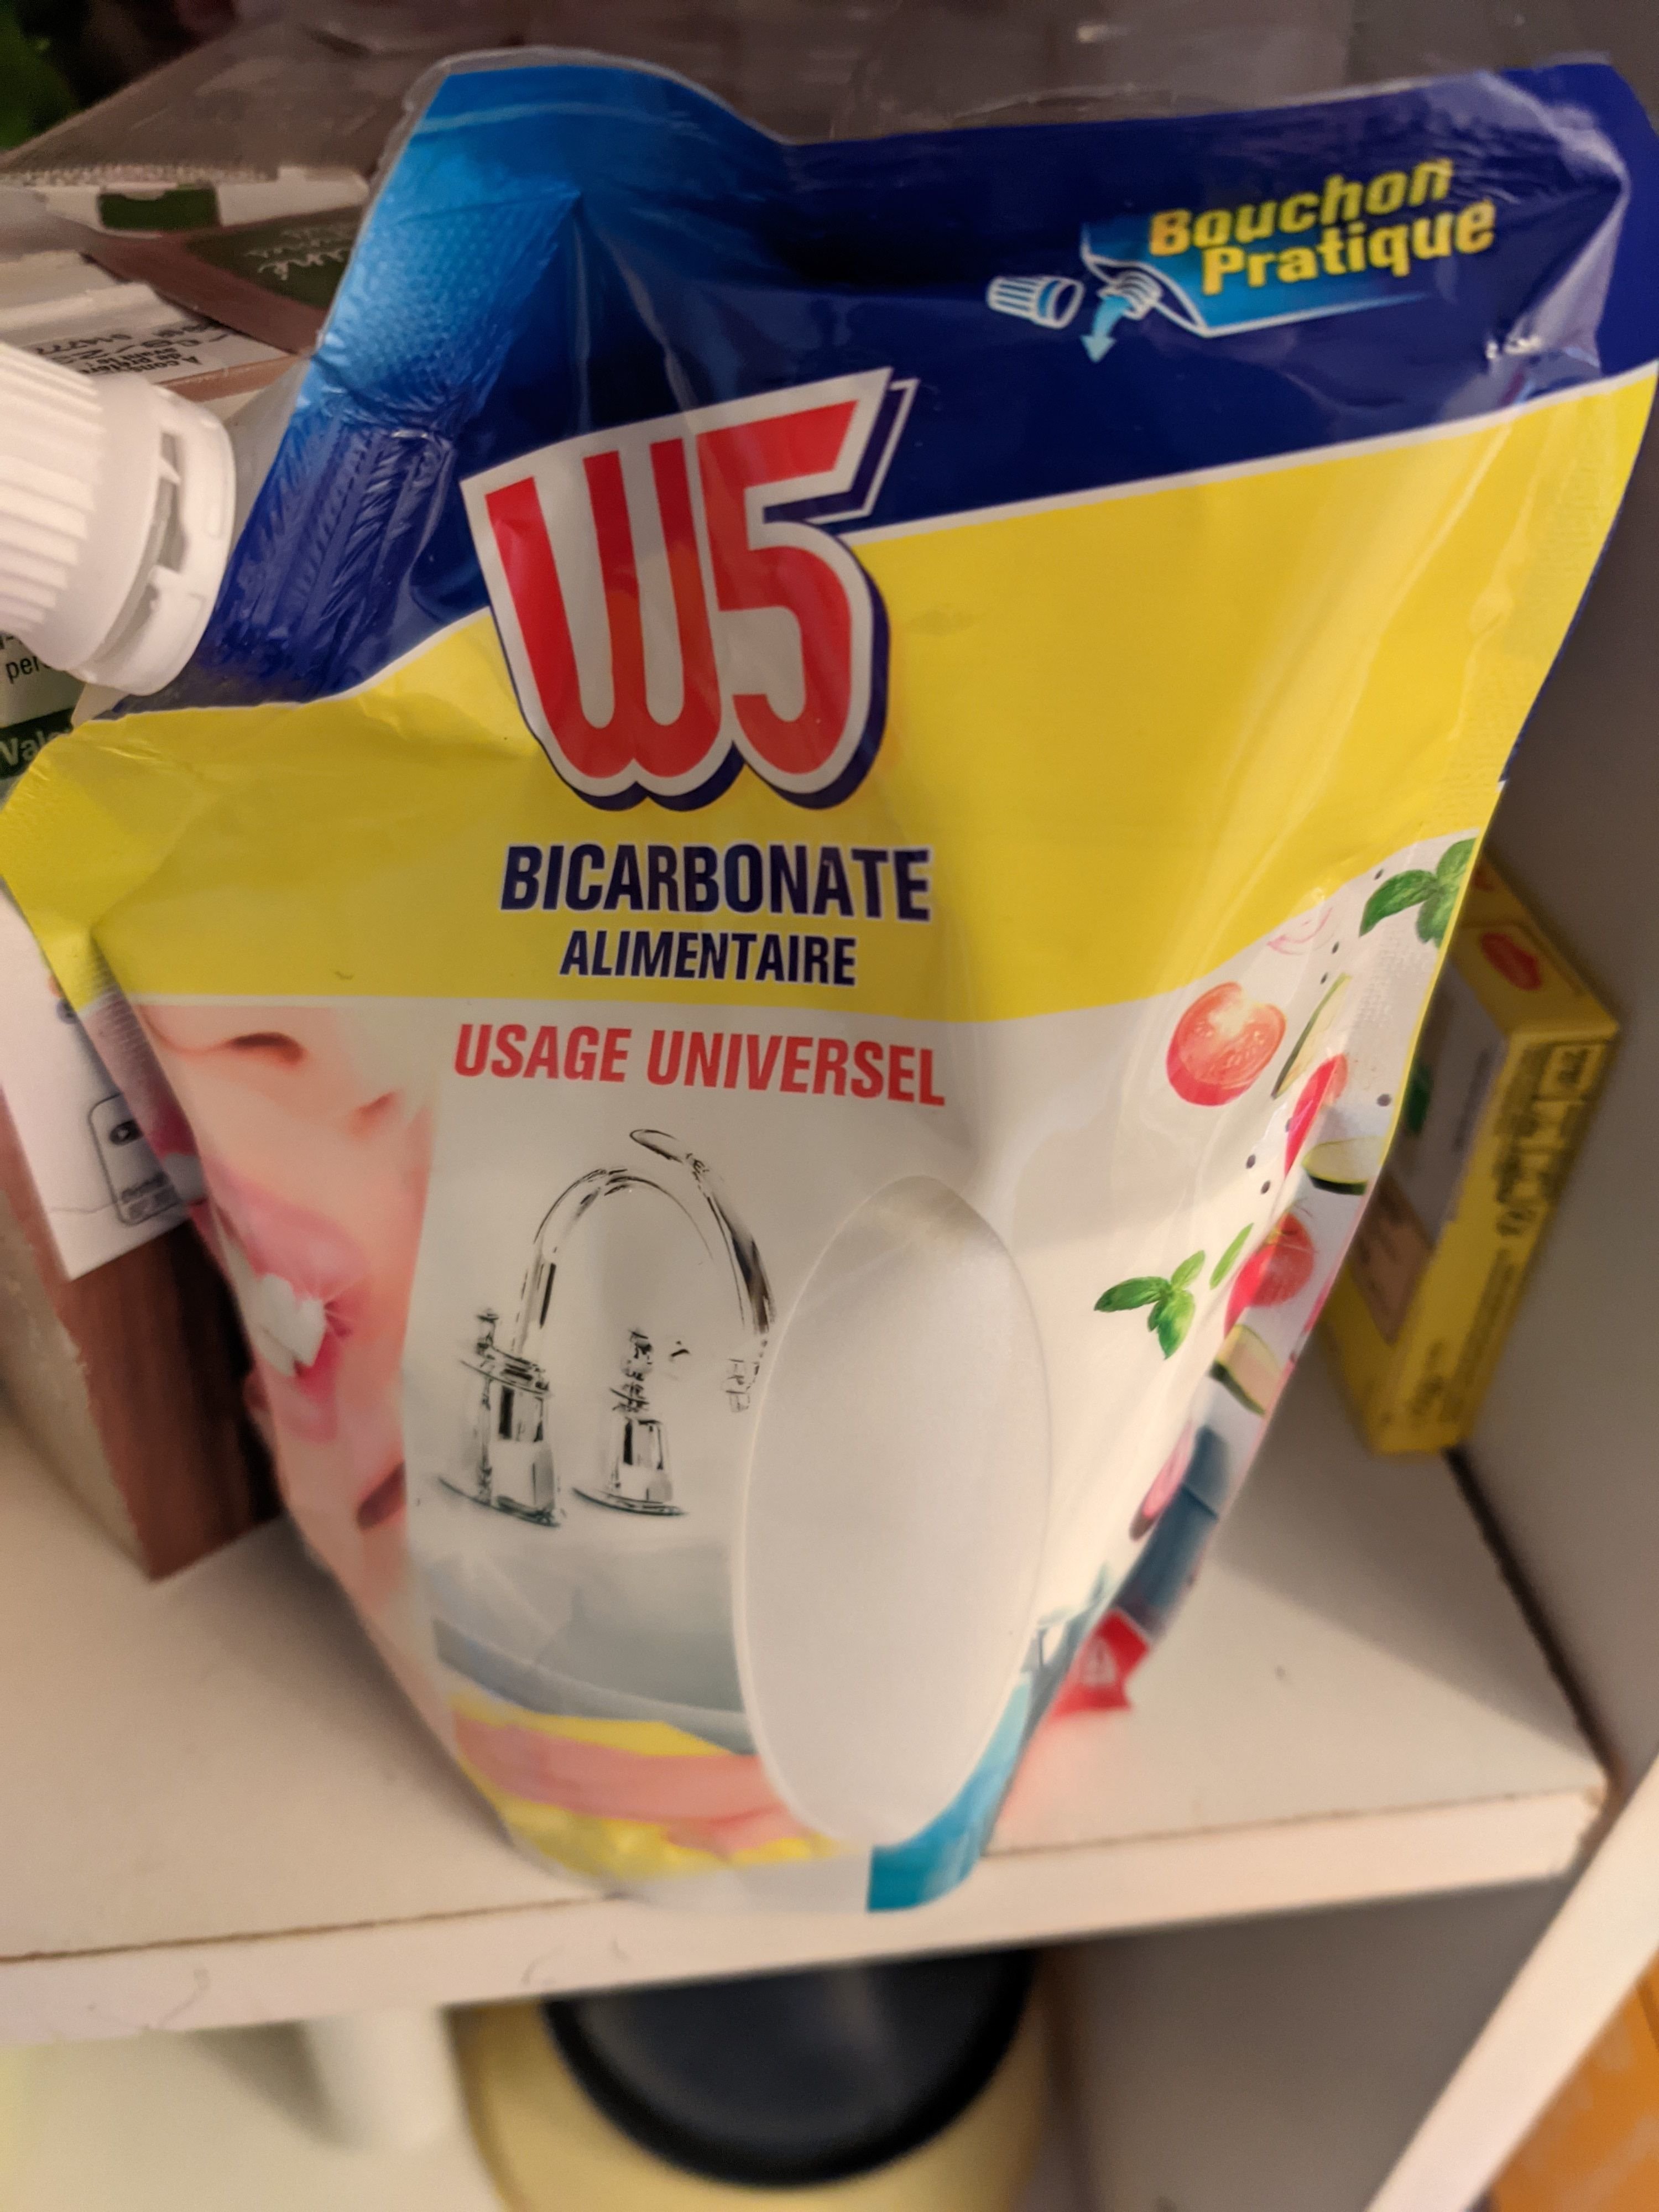 Bouchon
Pratique
W5
BICARBONATE
ALIMENTAIRE
USAGE UNIVERSEL